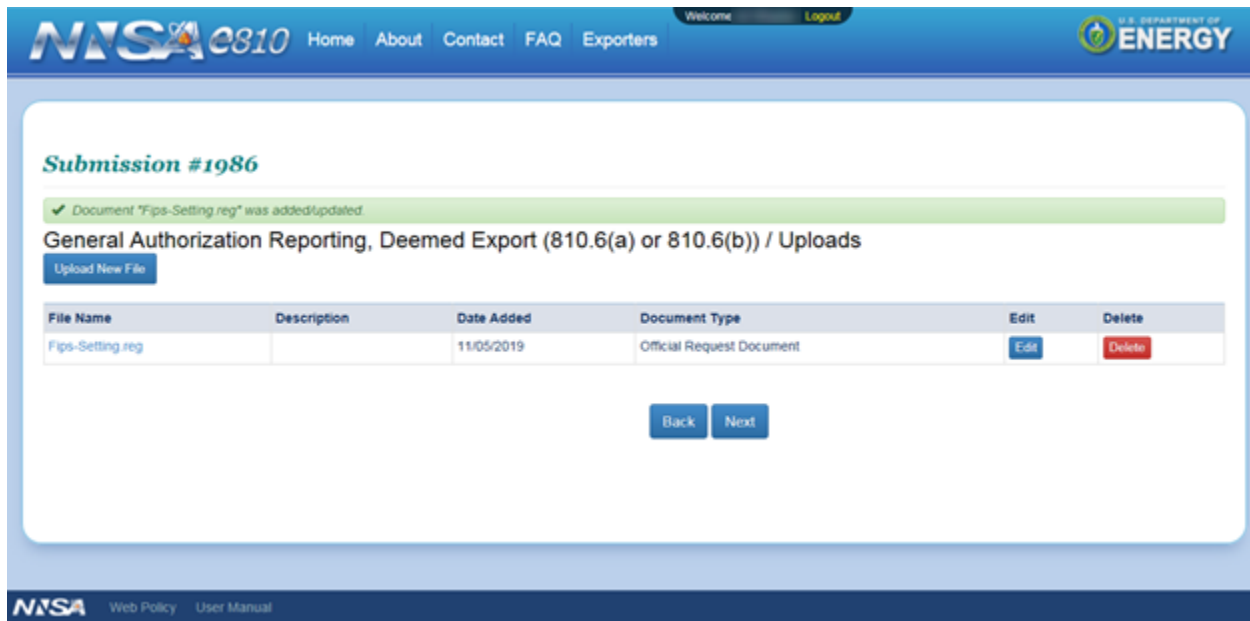 Welcome Logout
NNSA e810 Home About Contact FAQ Exporters
U.S. DEPARTMENT OF
ENERGY
Submission #1986
✔ Document "Fips-Setting.reg" was added/updated.
General Authorization Reporting, Deemed Export (810.6(a) or 810.6(b)) / Uploads
Upload New File
File Name Description Date Added Document Type Edit Delete
Fips-Setting.reg 11/05/2019 Official Request Document Edit Delete
Back Next
NNSA Web Policy User Manual